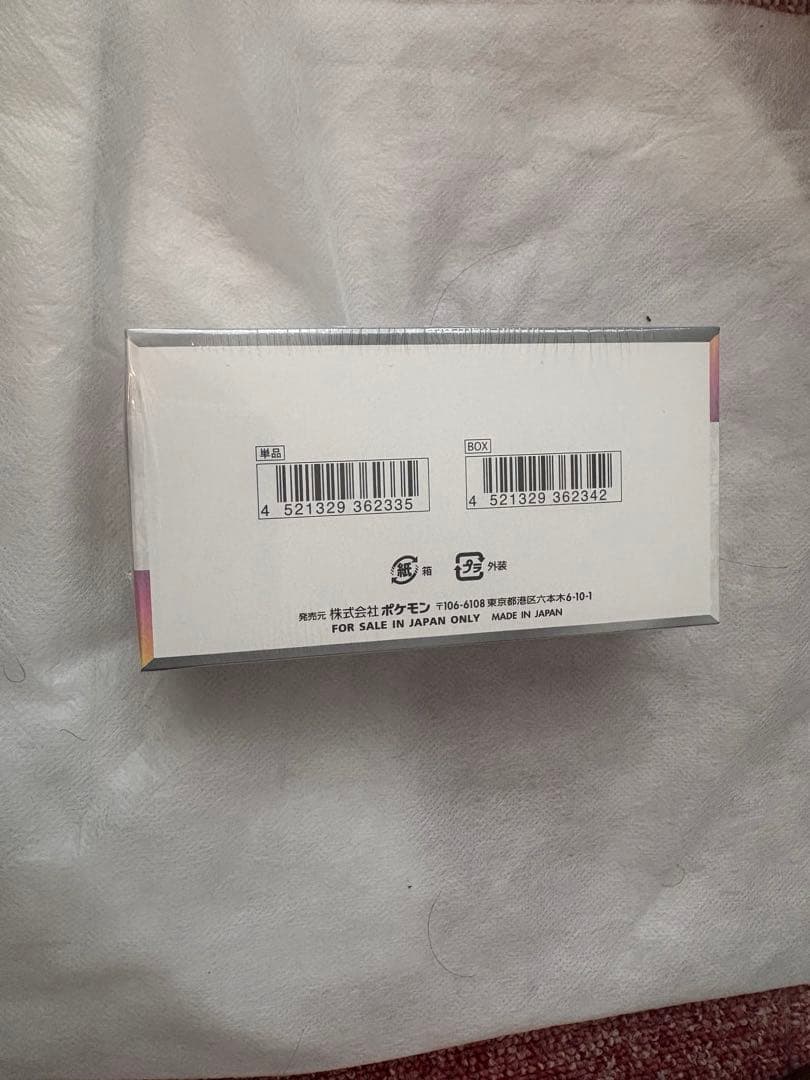 単品
4 521329 362335
BOX
4 521329 362342
紙 箱
プラ 外装
発売元 株式会社 ポケモン 〒106-6108 東京都港区六本木6-10-1
FOR SALE IN JAPAN ONLY MADE IN JAPAN